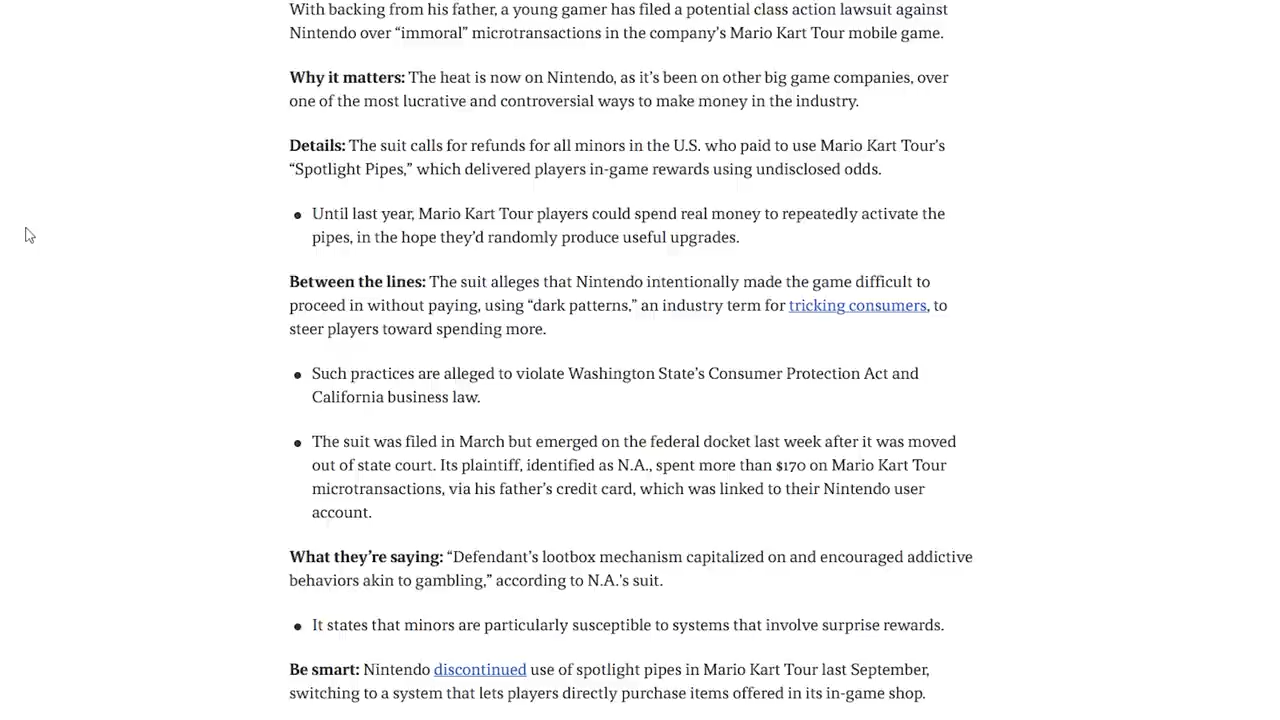 With backing from his father, a young gamer has filed a potential class action lawsuit against
Nintendo over “immoral” microtransactions in the company’s Mario Kart Tour mobile game.
Why it matters: The heat is now on Nintendo, as it’s been on other big game companies, over
one of the most lucrative and controversial ways to make money in the industry.
Details: The suit calls for refunds for all minors in the U.S. who paid to use Mario Kart Tour’s
“Spotlight Pipes,” which delivered players in-game rewards using undisclosed odds.
• Until last year, Mario Kart Tour players could spend real money to repeatedly activate the
pipes, in the hope they’d randomly produce useful upgrades.
Between the lines: The suit alleges that Nintendo intentionally made the game difficult to
proceed in without paying, using “dark patterns,” an industry term for tricking consumers, to
steer players toward spending more.
• Such practices are alleged to violate Washington State’s Consumer Protection Act and
California business law.
• The suit was filed in March but emerged on the federal docket last week after it was moved
out of state court. Its plaintiff, identified as N.A., spent more than $170 on Mario Kart Tour
microtransactions, via his father’s credit card, which was linked to their Nintendo user
account.
What they’re saying: “Defendant’s lootbox mechanism capitalized on and encouraged addictive
behaviors akin to gambling,” according to N.A.’s suit.
• It states that minors are particularly susceptible to systems that involve surprise rewards.
Be smart: Nintendo discontinued use of spotlight pipes in Mario Kart Tour last September,
switching to a system that lets players directly purchase items offered in its in-game shop.